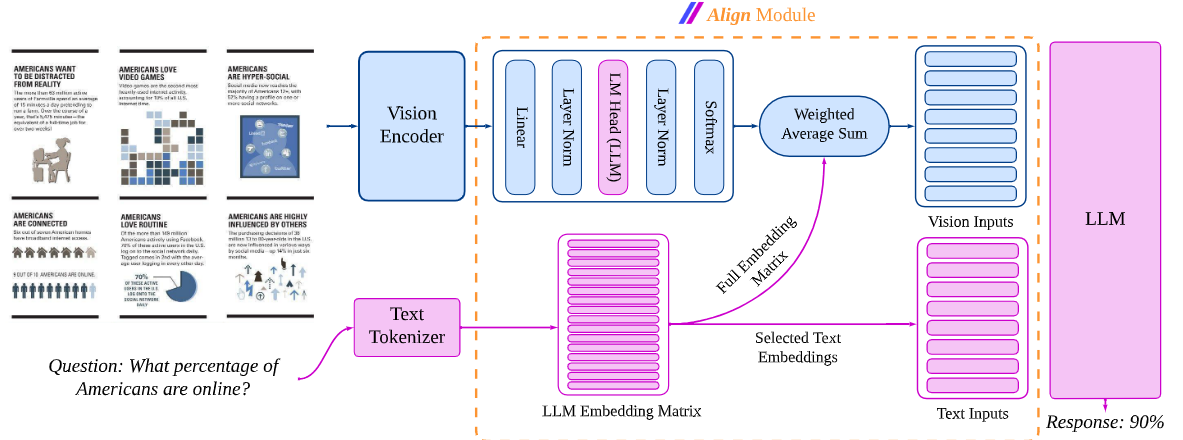 Align Module
AMERICANS WANT
TO BE DISTRACTED
FROM REALITY
The more than 63 million active
users of Farmville spend an average
of 15 minutes a day pretending to
run a farm. Over the course of a
year, that's 5,475 minutes—the
equivalent of a full-time job for
over two weeks!
AMERICANS LOVE
VIDEO GAMES
Video games are the second most
heavily-used internet activity,
accounting for 10% of all U.S.
internet time.
AMERICANS
ARE HYPER-SOCIAL
Social media now reaches the
majority of Americans 12+, with
52% having a profile on one or
more social networks.
AMERICANS
ARE CONNECTED
Six out of seven American homes
have broadband internet access.
9 OUT OF 10 AMERICANS ARE ONLINE.
AMERICANS
LOVE ROUTINE
Of the more than 149 million
Americans actively using Facebook,
70% of these active users in the U.S.
log on to the social network daily.
Tagged comes in 2nd with the aver-
age user logging in every other day.
70%
OF THESE ACTIVE
USERS IN THE U.S.
LOG ONTO THE
SOCIAL NETWORK
DAILY
AMERICANS ARE HIGHLY
INFLUENCED BY OTHERS
The purchasing decisions of 38
million 13 to 80-year-olds in the U.S.
are now influenced in various ways
by social media—up 14% in just six
months.
Vision
Encoder
Linear
Layer Norm
LM Head (LLM)
Layer Norm
Softmax
Weighted
Average Sum
Vision Inputs
LLM
Full Embedding
Matrix
Text
Tokenizer
Selected Text
Embeddings
LLM Embedding Matrix
Text Inputs
Question: What percentage of
Americans are online?
Response: 90%